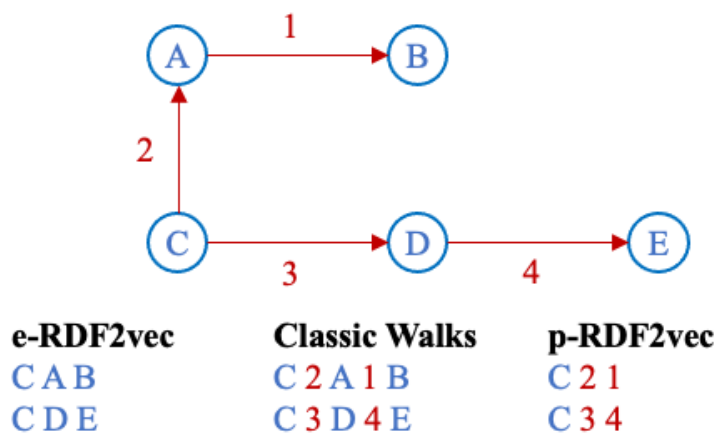 1
A B
2
C D E
3 4
e-RDF2vec Classic Walks p-RDF2vec
C A B C 2 A 1 B C 2 1
C D E C 3 D 4 E C 3 4